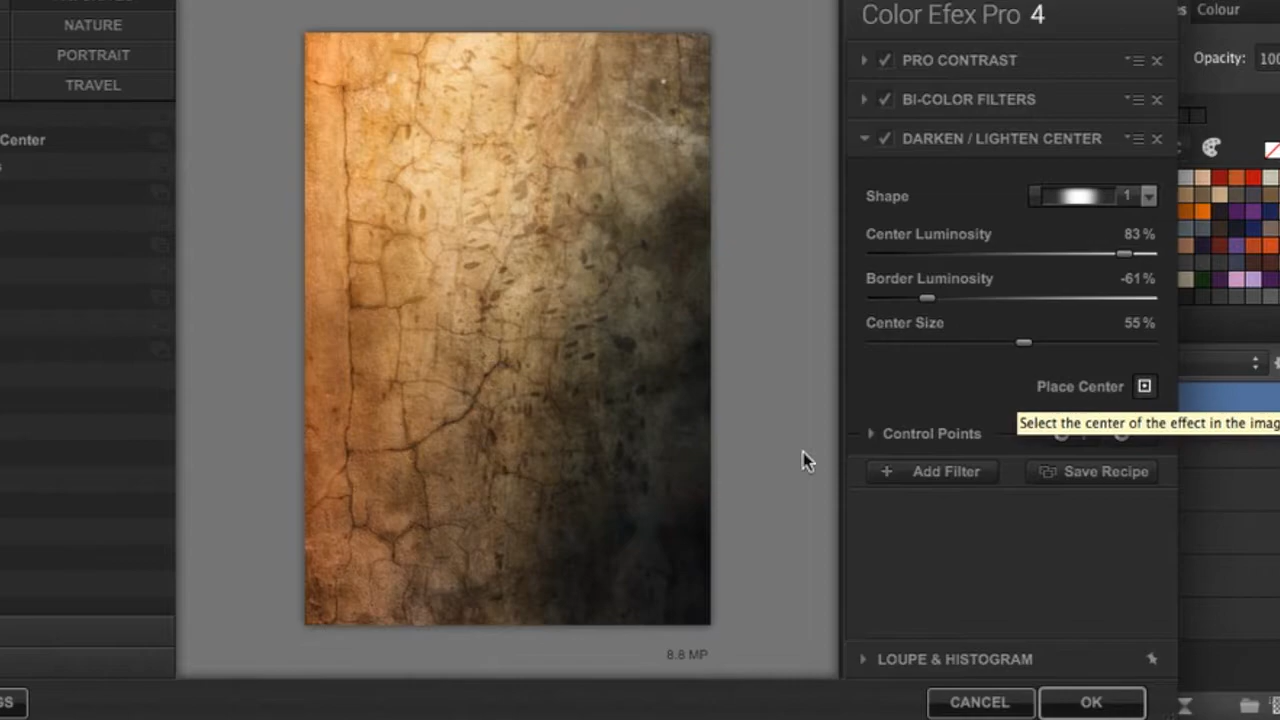 NATURE
PORTRAIT
TRAVEL
Center
GS
8.8 MP
Color Efex Pro 4
PRO CONTRAST
BI-COLOR FILTERS
DARKEN / LIGHTEN CENTER
Shape
1
Center Luminosity 83%
Border Luminosity -61%
Center Size 55%
Place Center
Select the center of the effect in the imag
Control Points
+ Add Filter
Save Recipe
LOUPE & HISTOGRAM
CANCEL
OK
Colour
Opacity: 100